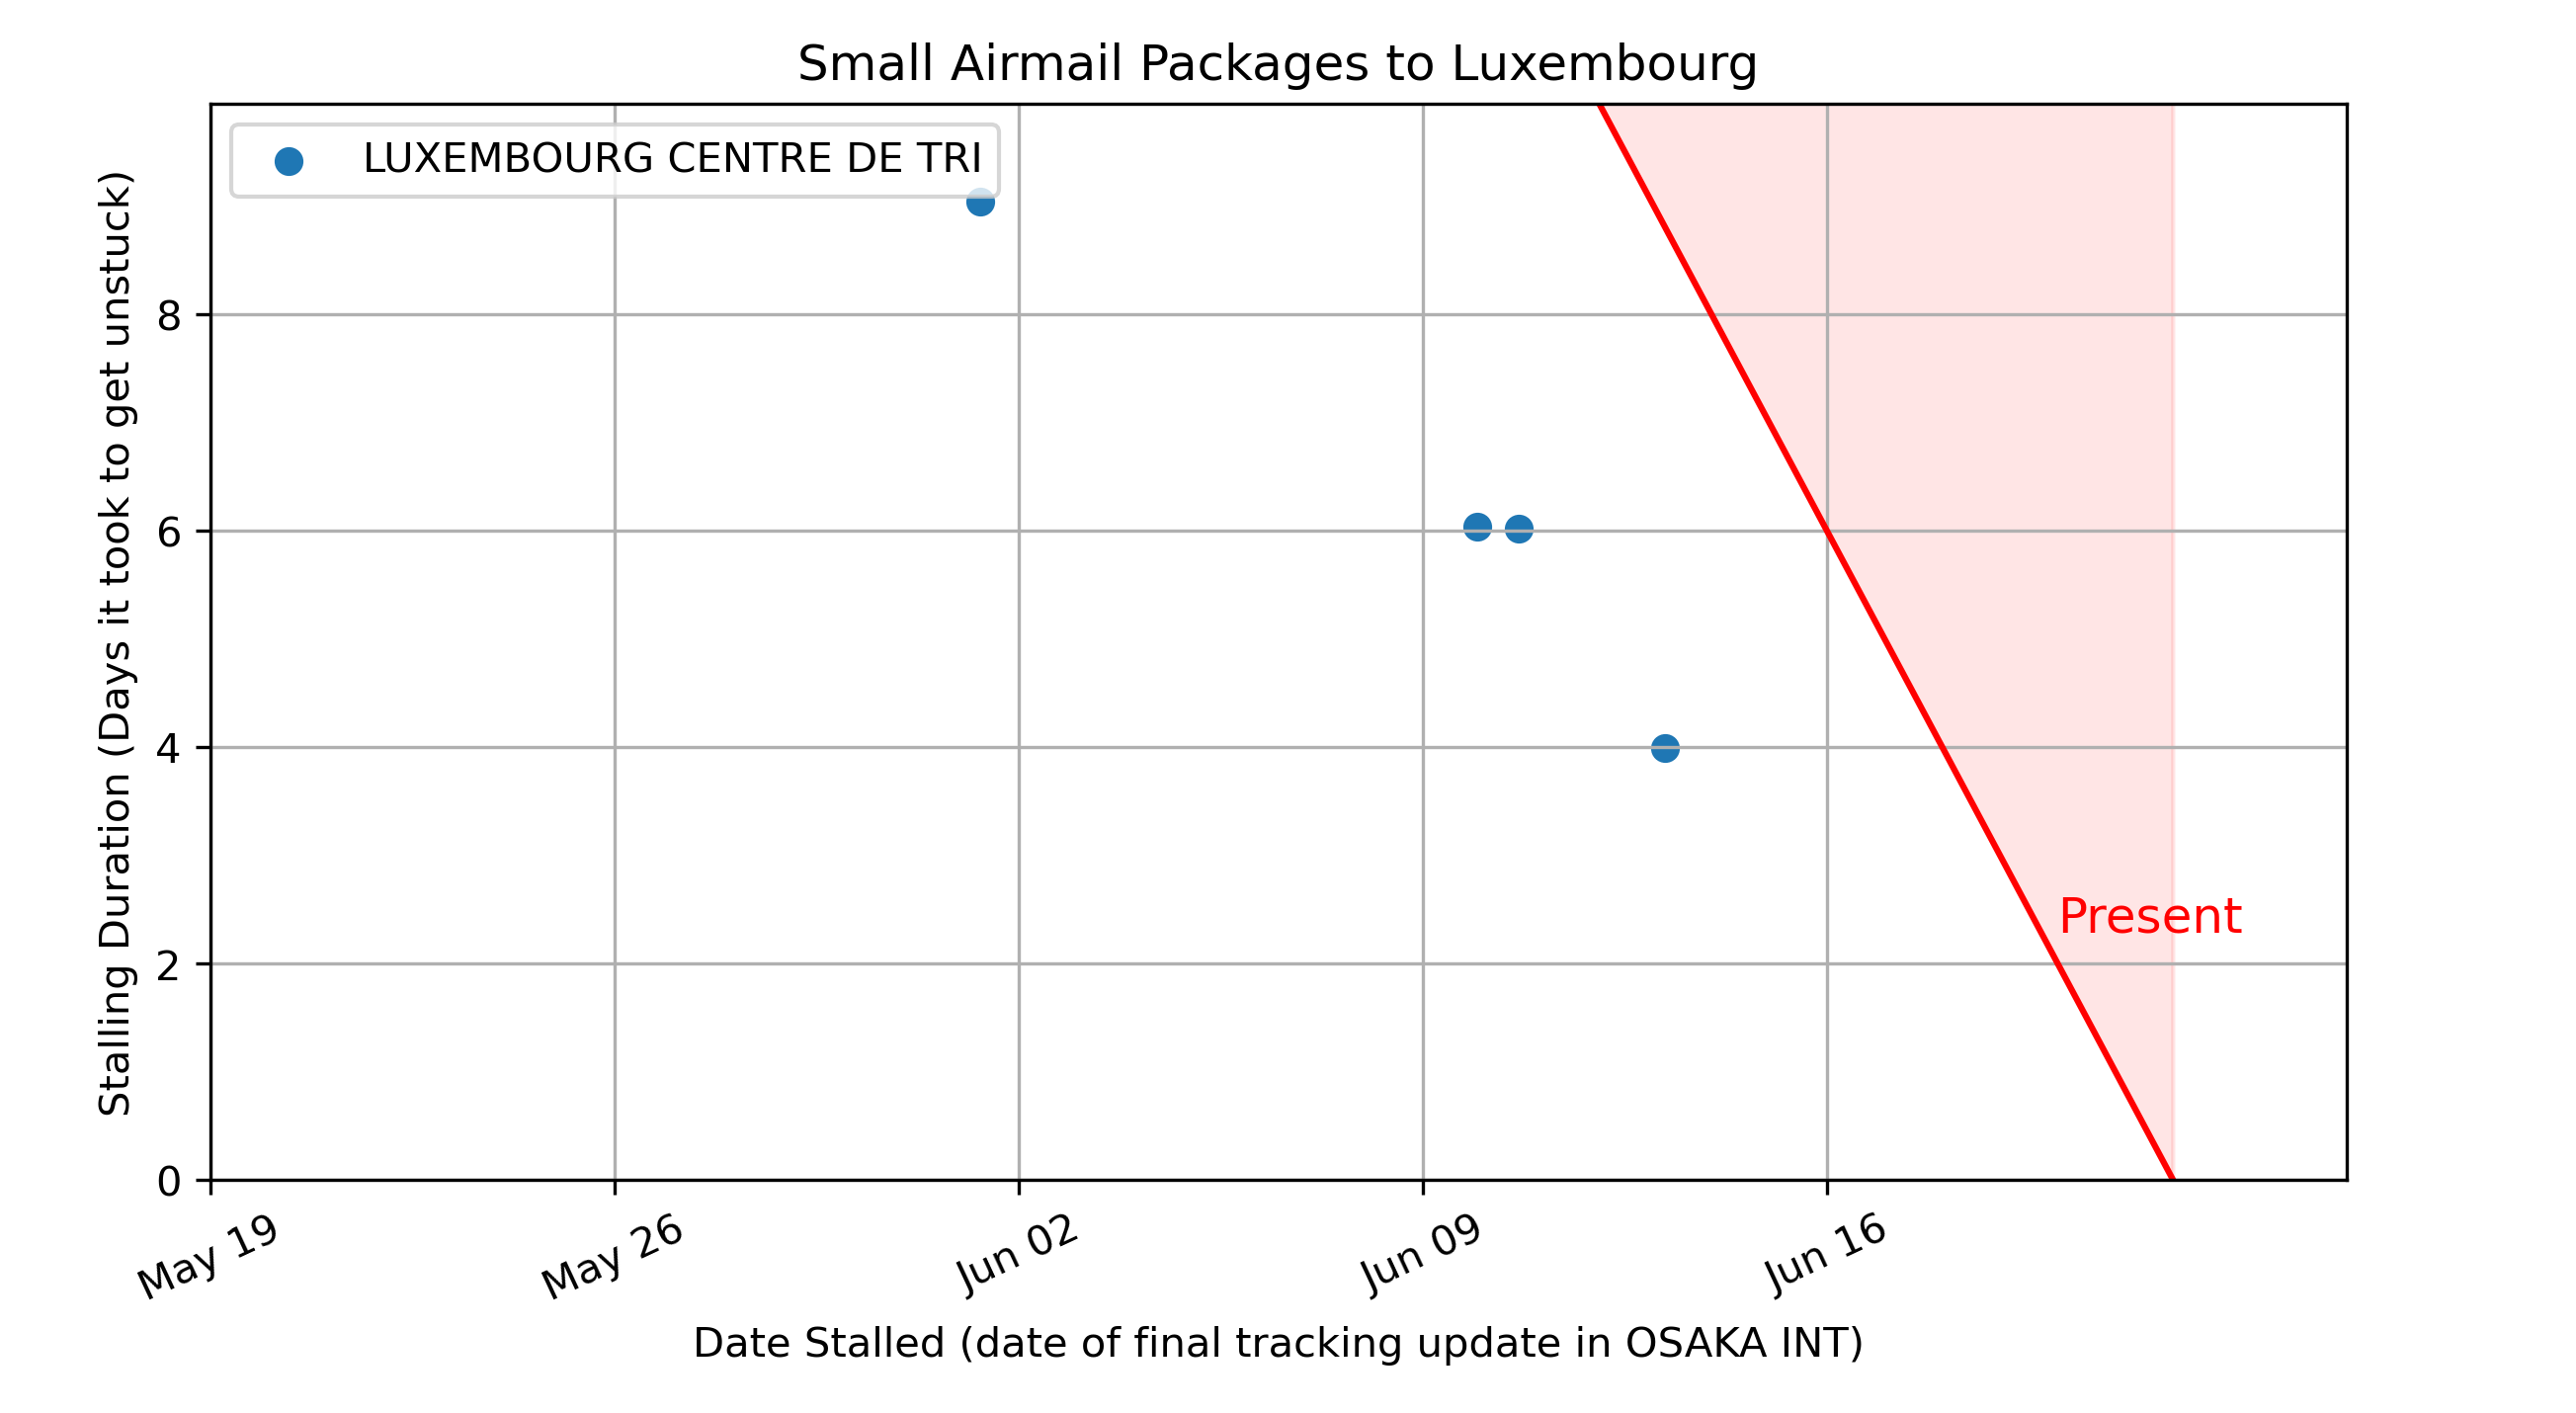 Small Airmail Packages to Luxembourg
LUXEMBOURG CENTRE DE TRI
Stalling Duration (Days it took to get unstuck)
8
6
4
2
0
Present
May 19
May 26
Jun 02
Jun 09
Jun 16
Date Stalled (date of final tracking update in OSAKA INT)